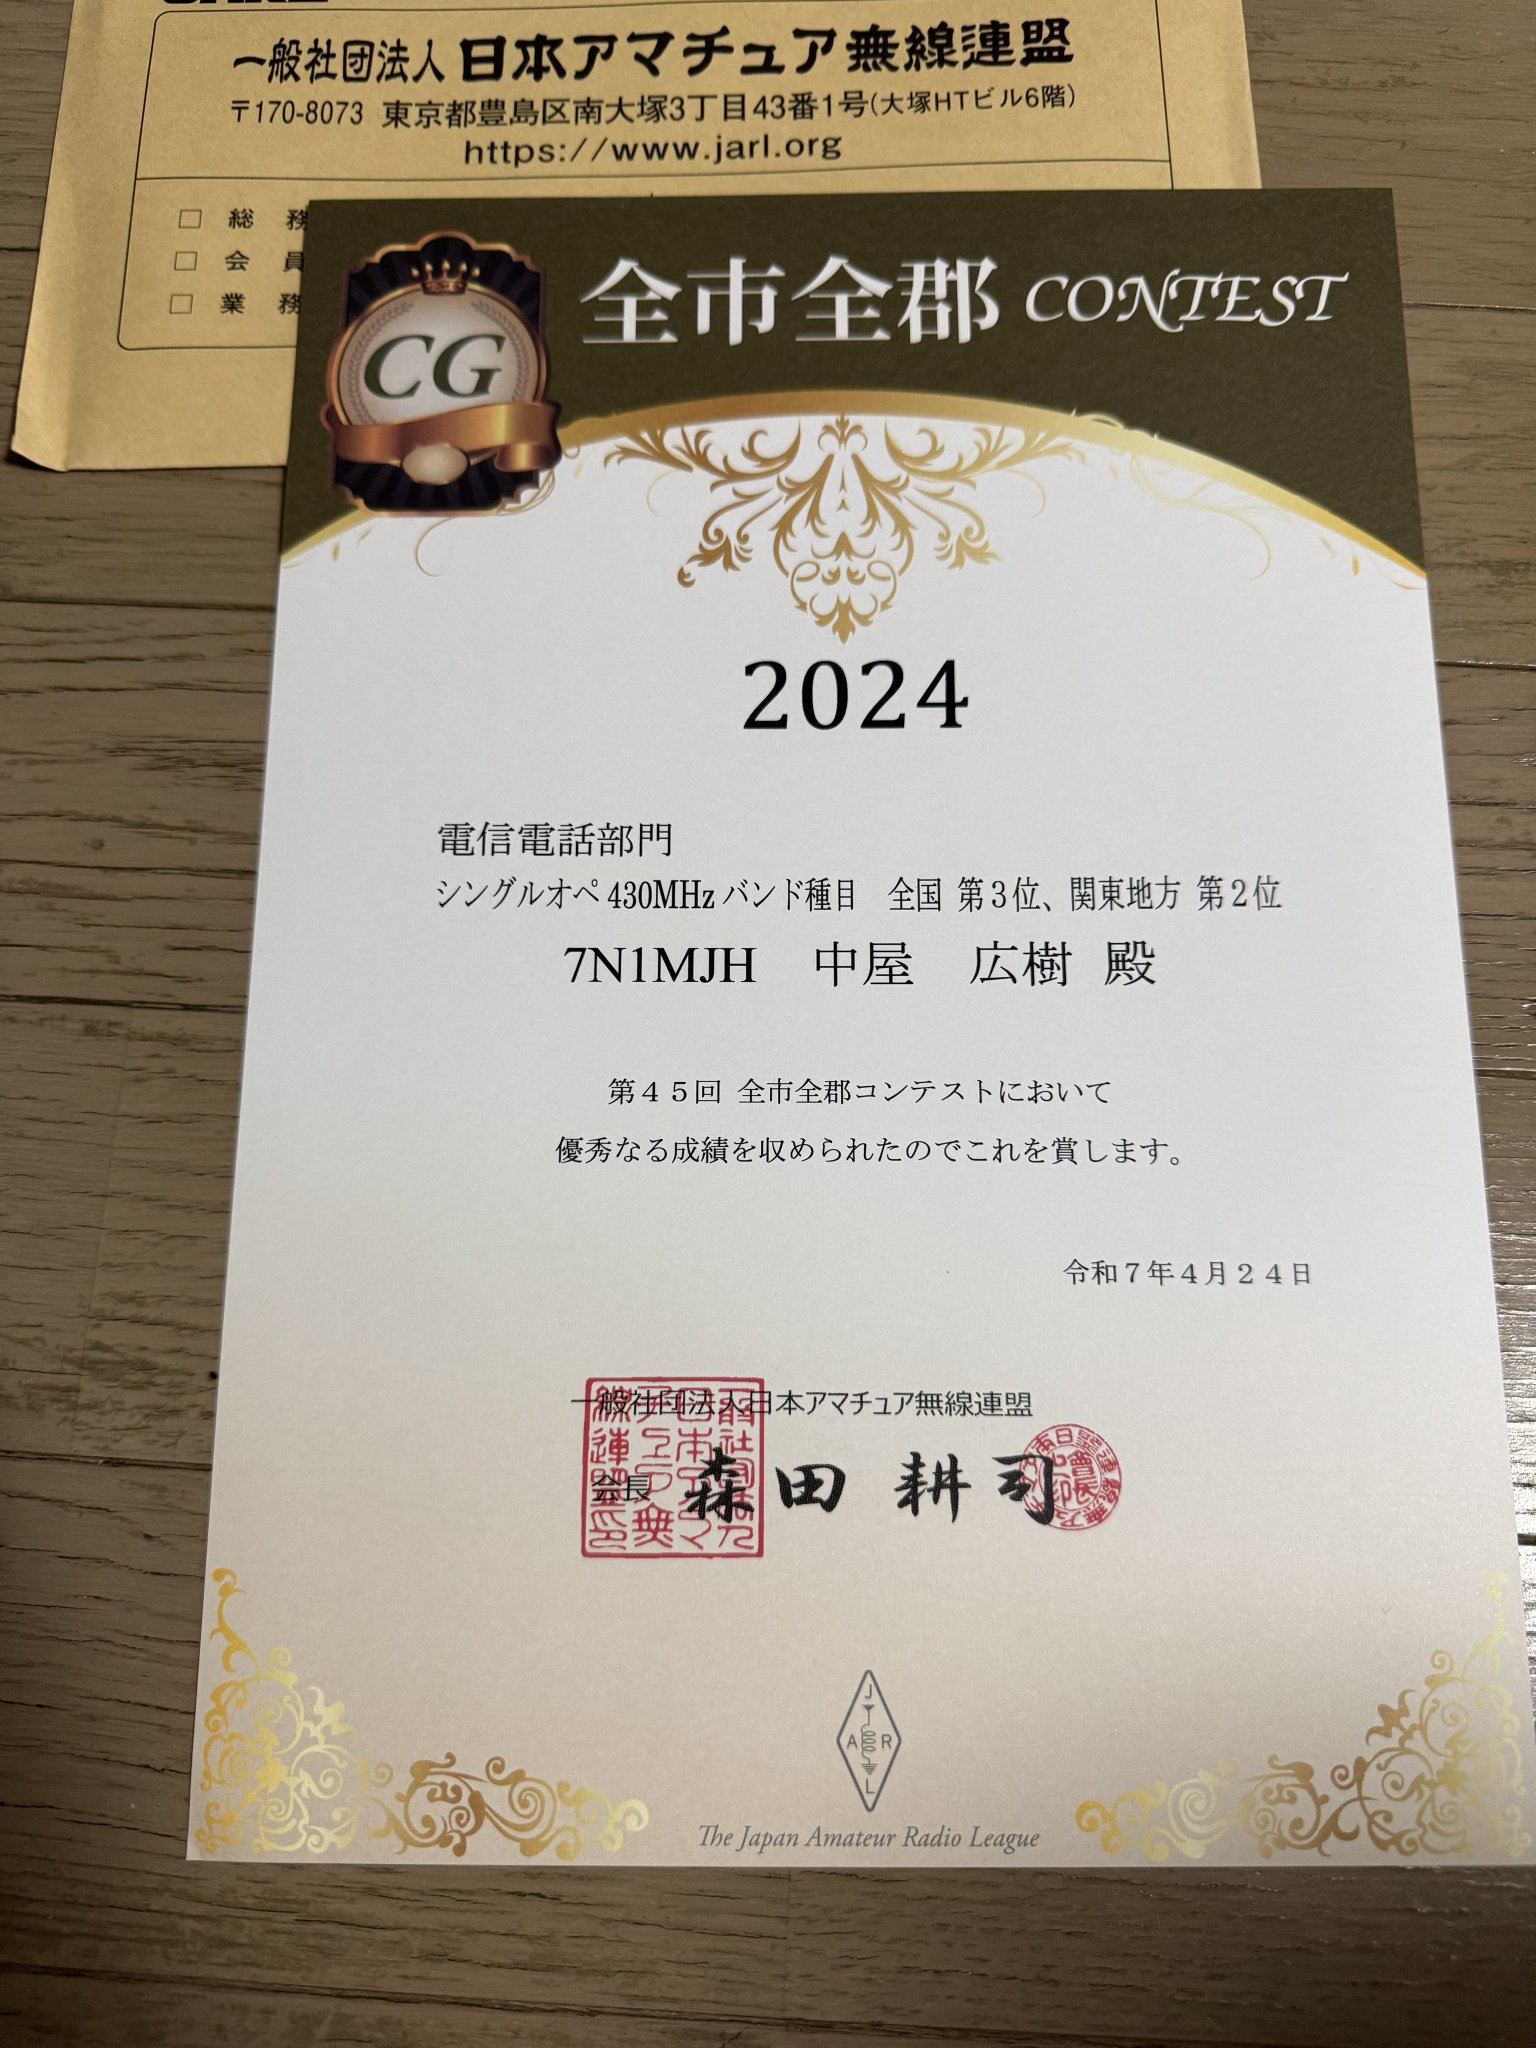 一般社団法人 日本アマチュア無線連盟
〒170-8073 東京都豊島区南大塚3丁目43番1号(大塚HTビル6階)
https://www.jarl.org
□ 総 務
□ 会 員
□ 業 務
CG
全市全郡 CONTEST
2024
電信電話部門
シングルオペ 430MHz バンド種目 全国 第3位、関東地方 第2位
7N1MJH 中屋 広樹 殿
第45回 全市全郡コンテストにおいて
優秀なる成績を収められたのでこれを賞します。
令和7年4月24日
一般社団法人日本アマチュア無線連盟
会長 森田 耕司
J
A R
L
The Japan Amateur Radio League